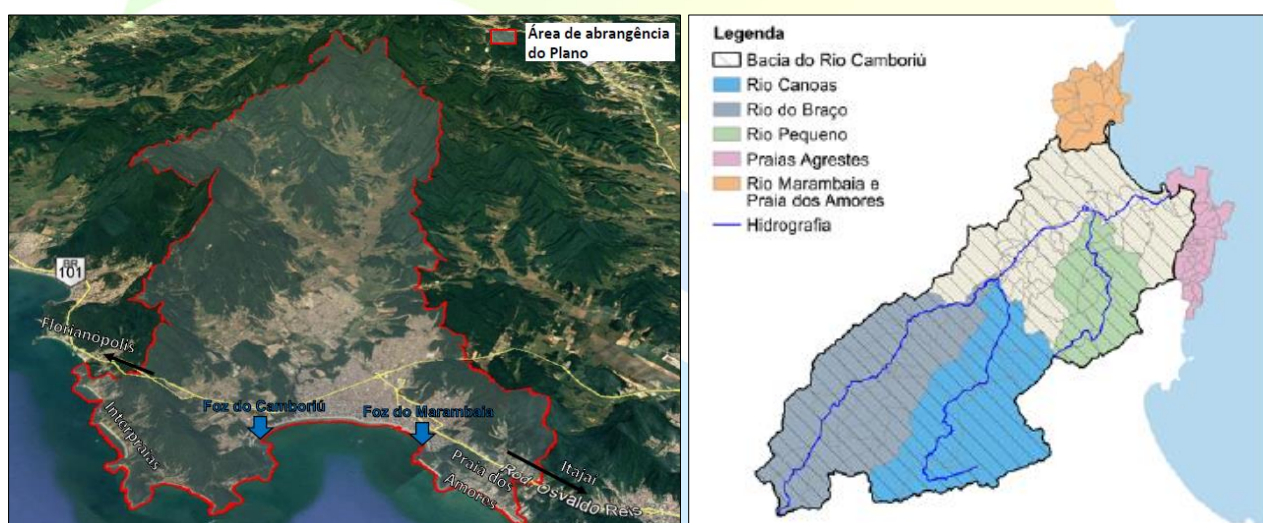 Área de abrangência
do Plano
BR
101
Florianópolis
Interpraias
Foz do Camboriú
Foz do Marambaia
Praia dos
Amores
Rod. Osvaldo Reis
Itajaí
Legenda
Bacia do Rio Camboriú
Rio Canoas
Rio do Braço
Rio Pequeno
Praias Agrestes
Rio Marambaia e
Praia dos Amores
Hidrografia